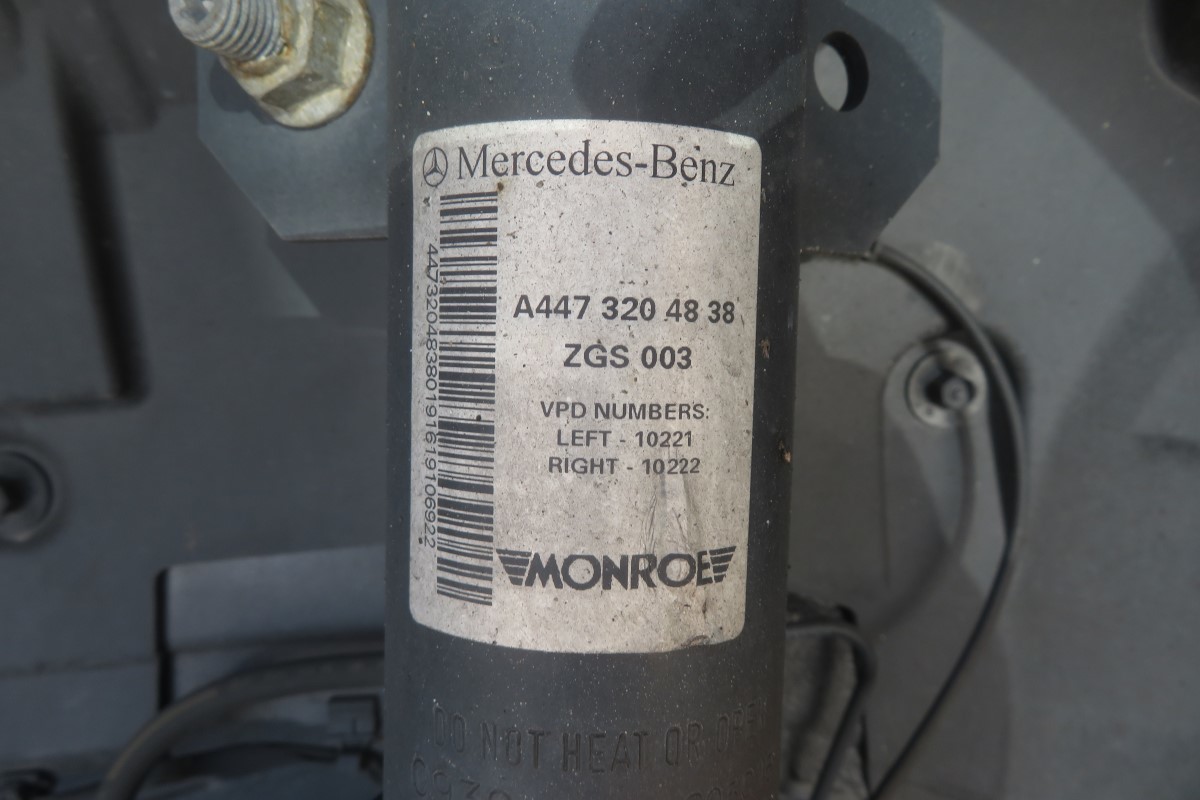 Mercedes-Benz
44732048380191619106922
A447 320 48 38
ZGS 003
VPD NUMBERS:
LEFT - 10221
RIGHT - 10222
MONROE
DO NOT HEAT OR OPEN